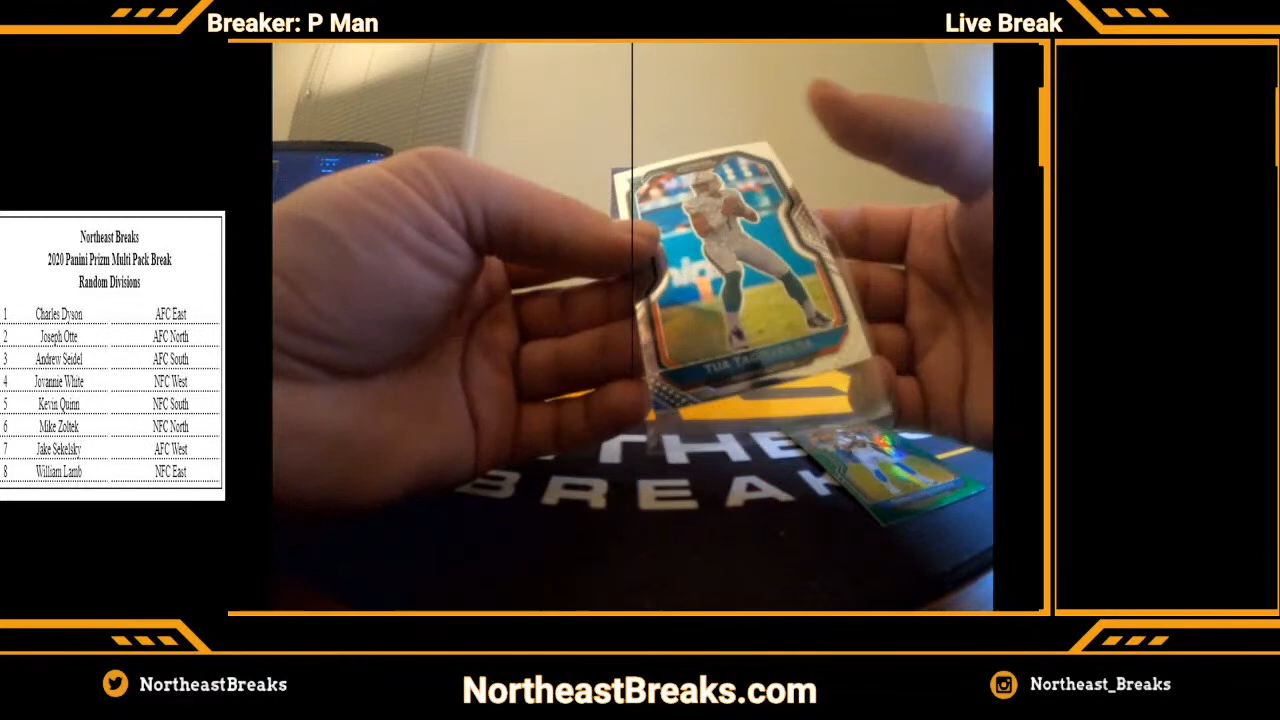 Breaker: P Man
Live Break
Northeast Breaks
2020 Panini Prizm Multi Pack Break
Random Divisions
1 Charles Dyson AFC East
2 Joseph Otte AFC North
3 Andrew Seidel AFC South
4 Jovannie White NFC West
5 Kevin Quinn NFC South
6 Mike Zoltek NFC North
7 Jake Sekelsky AFC West
8 William Lamb NFC East
TUA
THE
BREAK
NortheastBreaks
NortheastBreaks.com
Northeast_Breaks